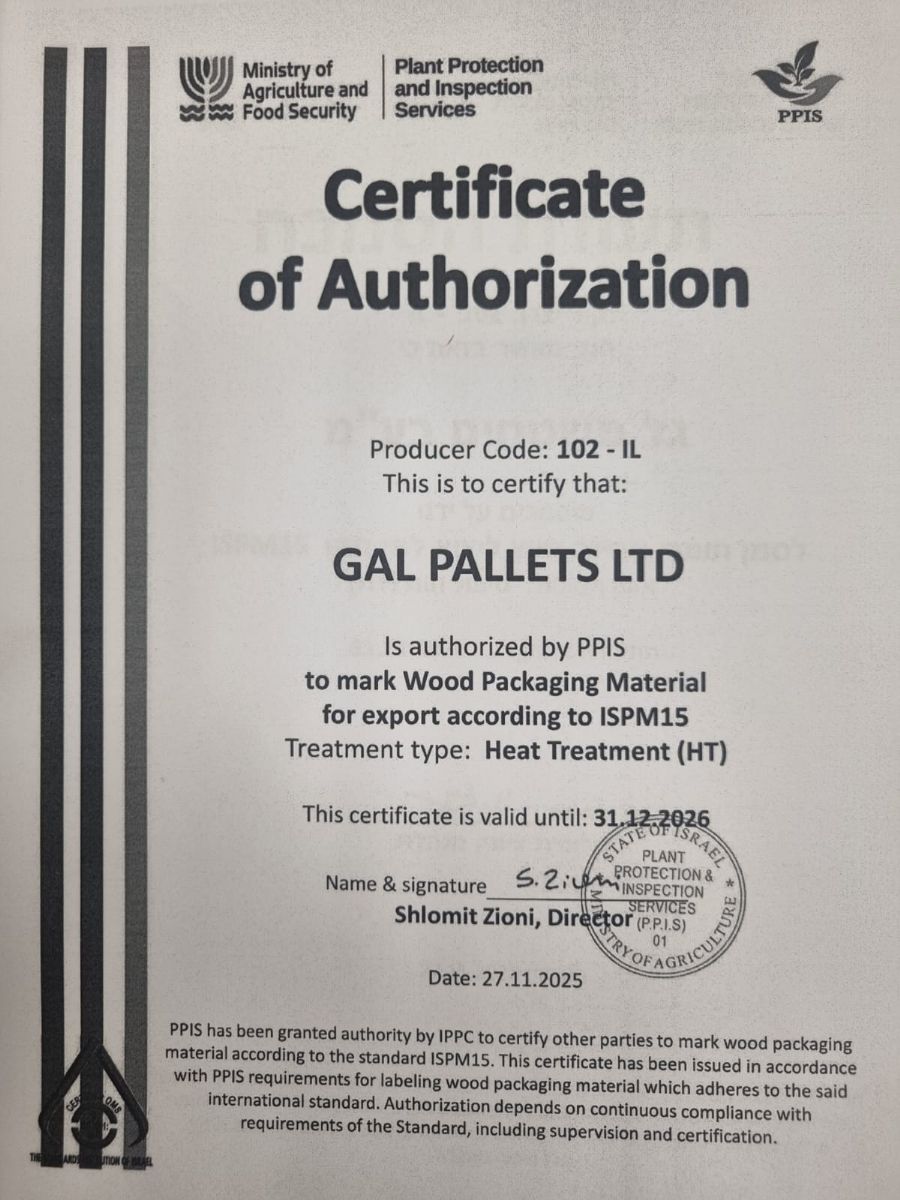 Ministry of
Agriculture and
Food Security
Plant Protection
and Inspection
Services
PPIS
Certificate
of Authorization
Producer Code: 102 - IL
This is to certify that:
GAL PALLETS LTD
Is authorized by PPIS
to mark Wood Packaging Material
for export according to ISPM15
Treatment type: Heat Treatment (HT)
This certificate is valid until: 31.12.2026
Name & signature S. Zioni
Shlomit Zioni, Director
STATE OF ISRAEL
PLANT
PROTECTION &
INSPECTION
SERVICES
(P.P.I.S)
01
MINISTRY OF AGRICULTURE
Date: 27.11.2025
PPIS has been granted authority by IPPC to certify other parties to mark wood packaging
material according to the standard ISPM15. This certificate has been issued in accordance
with PPIS requirements for labeling wood packaging material which adheres to the said
international standard. Authorization depends on continuous compliance with
requirements of the Standard, including supervision and certification.
OF ISRAEL